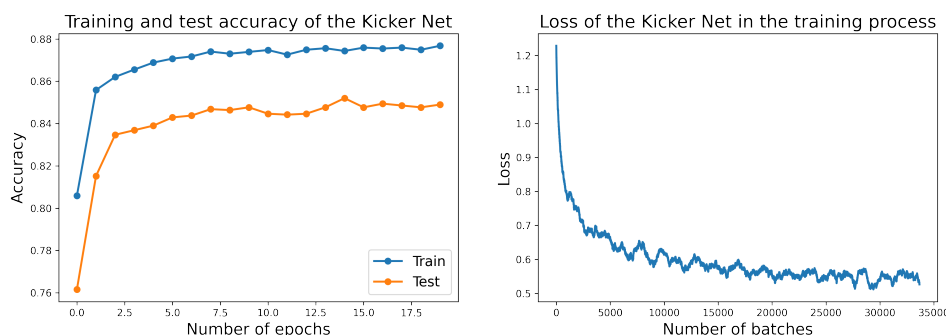 Training and test accuracy of the Kicker Net
0.88
0.86
0.84
0.82
0.80
0.78
0.76
Accuracy
Train
Test
0.0 2.5 5.0 7.5 10.0 12.5 15.0 17.5
Number of epochs
Loss of the Kicker Net in the training process
1.2
1.1
1.0
0.9
0.8
0.7
0.6
0.5
Loss
0 5000 10000 15000 20000 25000 30000 35000
Number of batches